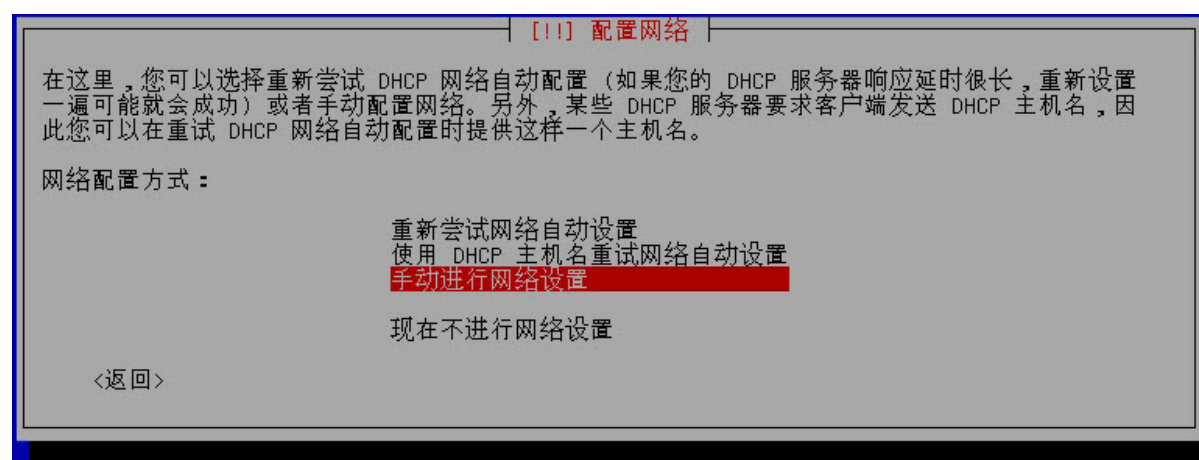 [!!] 配置网络
在这里，您可以选择重新尝试 DHCP 网络自动配置 (如果您的 DHCP 服务器响应延时很长，重新设置
一遍可能就会成功) 或者手动配置网络。另外，某些 DHCP 服务器要求客户端发送 DHCP 主机名，因
此您可以在重试 DHCP 网络自动配置时提供这样一个主机名。
网络配置方式：
重新尝试网络自动设置
使用 DHCP 主机名重试网络自动设置
手动进行网络设置
现在不进行网络设置
<返回>